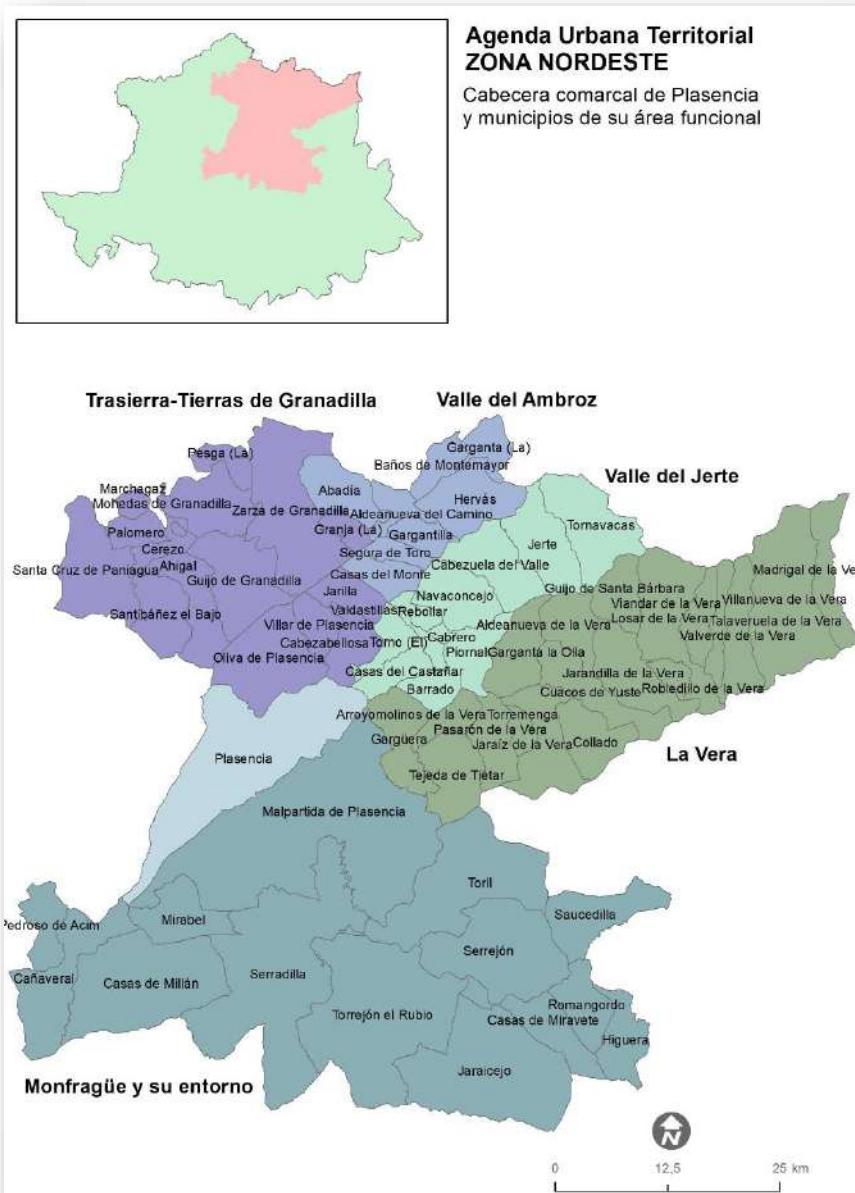 Agenda Urbana Territorial
ZONA NORDESTE
Cabecera comarcal de Plasencia
y municipios de su área funcional
Trasierra-Tierras de Granadilla
Valle del Ambroz
Garganta (La)
Pesga (La)
Baños de Montemayor
Valle del Jerte
Marchagaz
Abadía
Hervás
Mohedas de Granadilla
Zarza de Granadilla
Aldeanueva del Camino
Tornavacas
Palomero
Granja (La)
Gargantilla
Jerte
Cerezo
Segura de Toro
Santa Cruz de Paniagua
Ahigal
Casas del Monte
Cabezuela del Valle
Madrigal de la Ve
Guijo de Granadilla
Jarilla
Navaconcejo
Guijo de Santa Bárbara
Viandar de la Vera
Villanueva de la Vera
Santibáñez el Bajo
Valdastillas
Rebollar
Losar de la Vera
Talaveruela de la Vera
Villar de Plasencia
Aldeanueva de la Vera
Valverde de la Vera
Cabezabellosa
Torno (El)
Cabrero
Oliva de Plasencia
Piornal
Garganta la Olla
Casas del Castañar
Jarandilla de la Vera
Barrado
Cuacos de Yuste
Robledillo de la Vera
Arroyomolinos de la Vera
Torremenga
Gargüera
Pasarón de la Vera
Jaraíz de la Vera
Collado
La Vera
Plasencia
Tejeda de Tiétar
Malpartida de Plasencia
Toril
Saucedilla
Mirabel
Pedroso de Acim
Serrejón
Cañaveral
Casas de Millán
Serradilla
Romangordo
Torrejón el Rubio
Casas de Miravete
Higuera
Jaraicejo
Monfragüe y su entorno
N
0 12,5 25 km